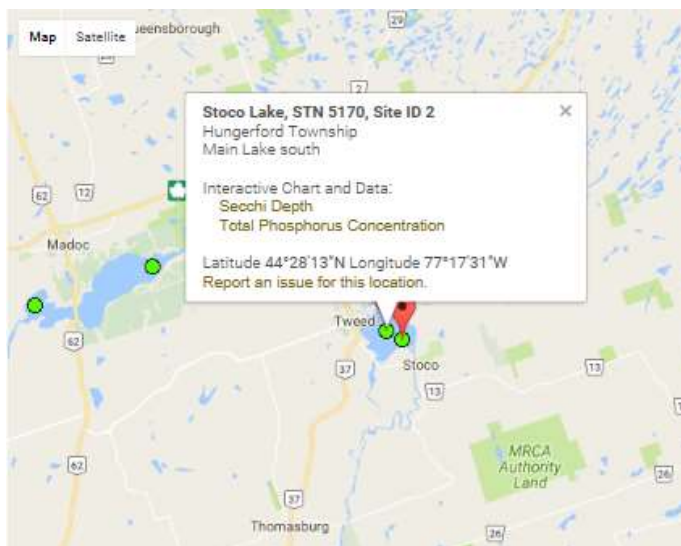 Map Satellite
ueensborough
29
2
Stoco Lake, STN 5170, Site ID 2 ×
Hungerford Township
Main Lake south
Interactive Chart and Data:
Secchi Depth
Total Phosphorus Concentration
Latitude 44°28'13"N Longitude 77°17'31"W
Report an issue for this location.
62
12
Madoc
62
Tweed
Stoco
37
13
13
MRCA
Authority
Land
62
26
37
Thomasburg
26